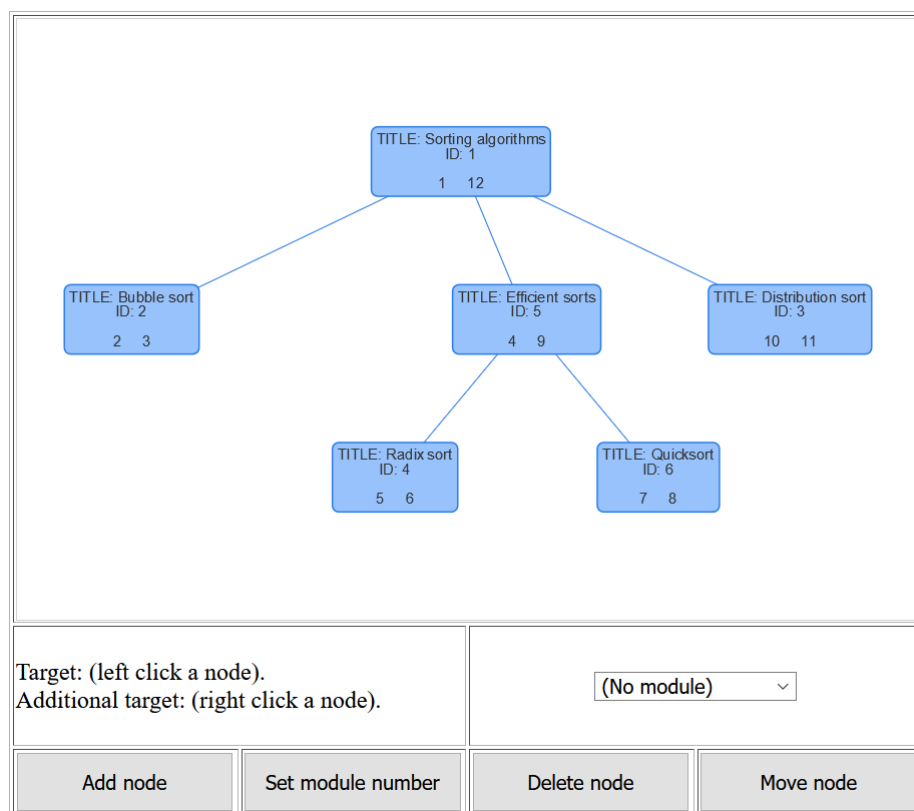 TITLE: Sorting algorithms
ID: 1
1 12
TITLE: Bubble sort
ID: 2
2 3
TITLE: Efficient sorts
ID: 5
4 9
TITLE: Distribution sort
ID: 3
10 11
TITLE: Radix sort
ID: 4
5 6
TITLE: Quicksort
ID: 6
7 8
Target: (left click a node).
Additional target: (right click a node).
(No module)
Add node
Set module number
Delete node
Move node